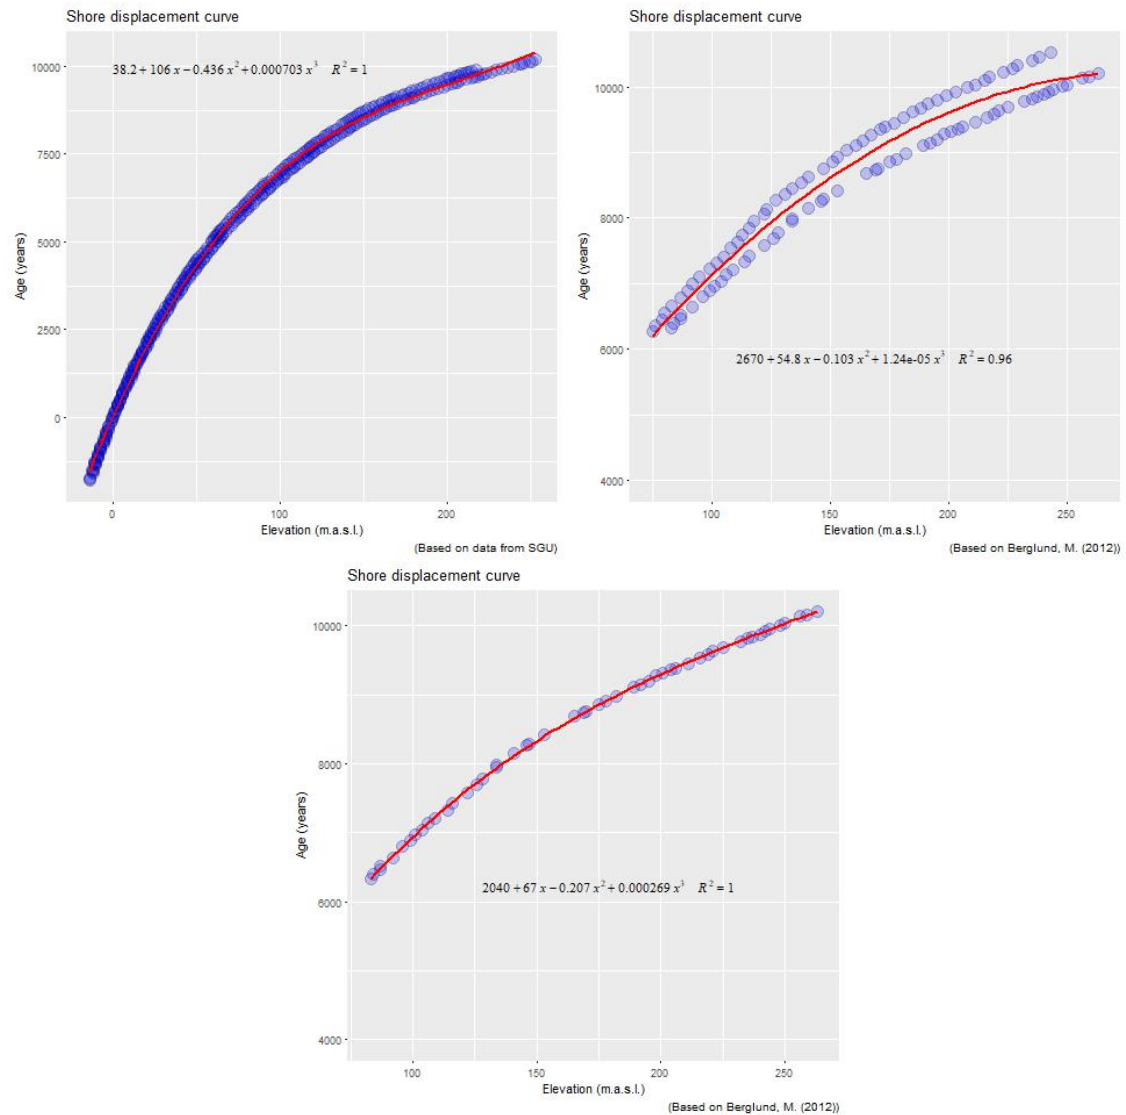 Shore displacement curve
38.2 + 106 x − 0.436 x² + 0.000703 x³   R² = 1
10000
7500
5000
2500
0
Age (years)
0 100 200
Elevation (m.a.s.l.)
(Based on data from SGU)
Shore displacement curve
10000
8000
6000
4000
Age (years)
2670 + 54.8 x − 0.103 x² + 1.24e-05 x³   R² = 0.96
100 150 200 250
Elevation (m.a.s.l.)
(Based on Berglund, M. (2012))
Shore displacement curve
10000
8000
6000
4000
Age (years)
2040 + 67 x − 0.207 x² + 0.000269 x³   R² = 1
100 150 200 250
Elevation (m.a.s.l.)
(Based on Berglund, M. (2012))